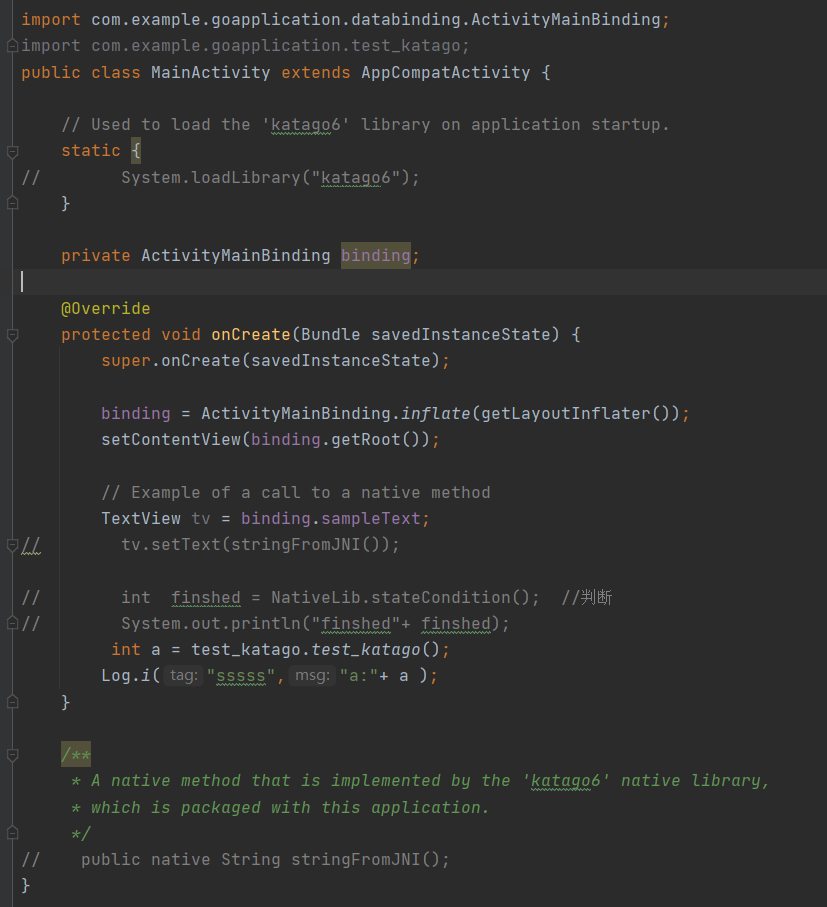 import com.example.goapplication.databinding.ActivityMainBinding;
import com.example.goapplication.test_katago;
public class MainActivity extends AppCompatActivity {
// Used to load the 'katago6' library on application startup.
static {
//        System.loadLibrary("katago6");
}
private ActivityMainBinding binding;
@Override
protected void onCreate(Bundle savedInstanceState) {
super.onCreate(savedInstanceState);
binding = ActivityMainBinding.inflate(getLayoutInflater());
setContentView(binding.getRoot());
// Example of a call to a native method
TextView tv = binding.sampleText;
//        tv.setText(stringFromJNI());
//        int  finshed = NativeLib.stateCondition();  //判断
//        System.out.println("finshed"+ finshed);
int a = test_katago.test_katago();
Log.i( tag: "sssss", msg: "a:"+ a );
}
/**
* A native method that is implemented by the 'katago6' native library,
* which is packaged with this application.
*/
//    public native String stringFromJNI();
}